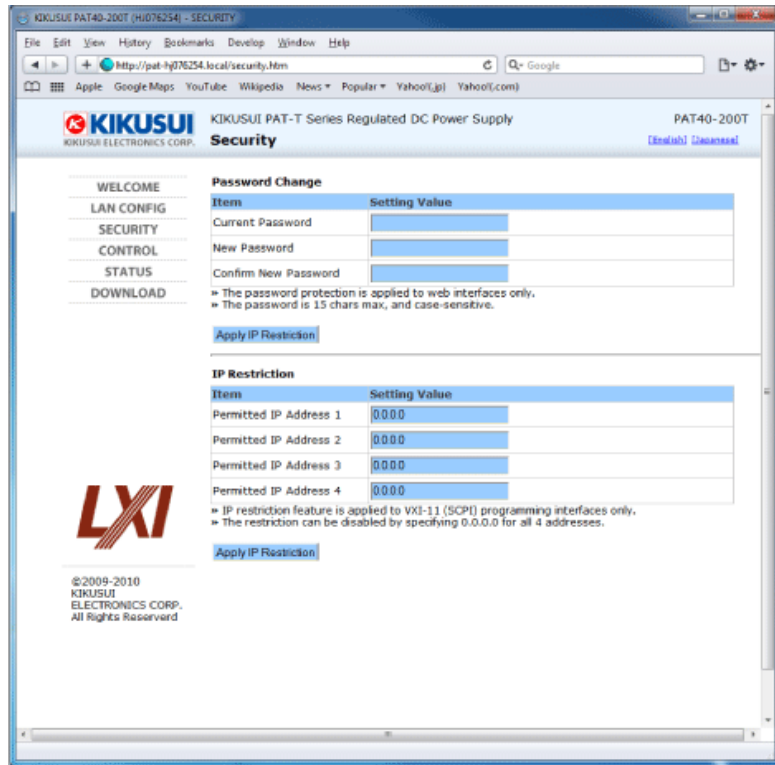 KIKUSUI PAT40-200T (HJ076254) - SECURITY
File Edit View History Bookmarks Develop Window Help
http://pat-hj076254.local/security.htm
Google
Apple Google Maps YouTube Wikipedia News Popular Yahoo!(.jp) Yahoo!(.com)
KIKUSUI
KIKUSUI ELECTRONICS CORP.
KIKUSUI PAT-T Series Regulated DC Power Supply
Security
PAT40-200T
[English] [Japanese]
WELCOME
LAN CONFIG
SECURITY
CONTROL
STATUS
DOWNLOAD
Password Change
Item Setting Value
Current Password
New Password
Confirm New Password
» The password protection is applied to web interfaces only.
» The password is 15 chars max, and case-sensitive.
Apply IP Restriction
IP Restriction
Item Setting Value
Permitted IP Address 1 0.0.0.0
Permitted IP Address 2 0.0.0.0
Permitted IP Address 3 0.0.0.0
Permitted IP Address 4 0.0.0.0
» IP restriction feature is applied to VXI-11 (SCPI) programming interfaces only.
» The restriction can be disabled by specifying 0.0.0.0 for all 4 addresses.
Apply IP Restriction
LXI
©2009-2010
KIKUSUI
ELECTRONICS CORP.
All Rights Reserverd